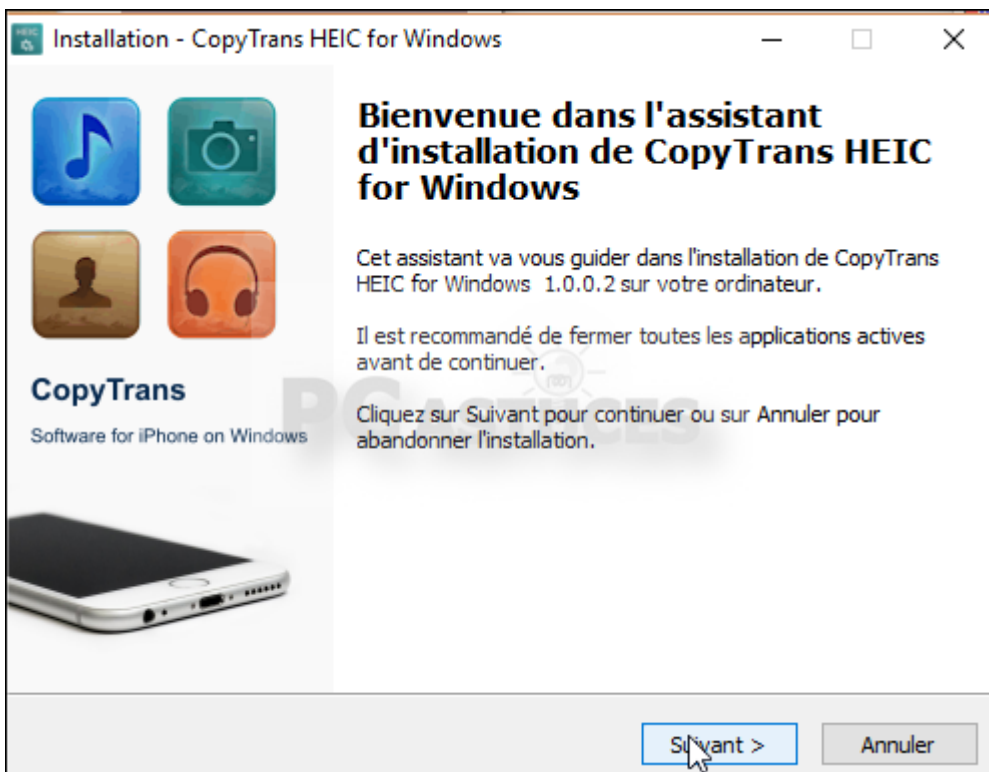 HEIC
Installation - CopyTrans HEIC for Windows
Bienvenue dans l'assistant
d'installation de CopyTrans HEIC
for Windows
Cet assistant va vous guider dans l'installation de CopyTrans
HEIC for Windows 1.0.0.2 sur votre ordinateur.
Il est recommandé de fermer toutes les applications actives
avant de continuer.
CopyTrans
Software for iPhone on Windows
PC ASTUCES
Cliquez sur Suivant pour continuer ou sur Annuler pour
abandonner l'installation.
Suivant >
Annuler